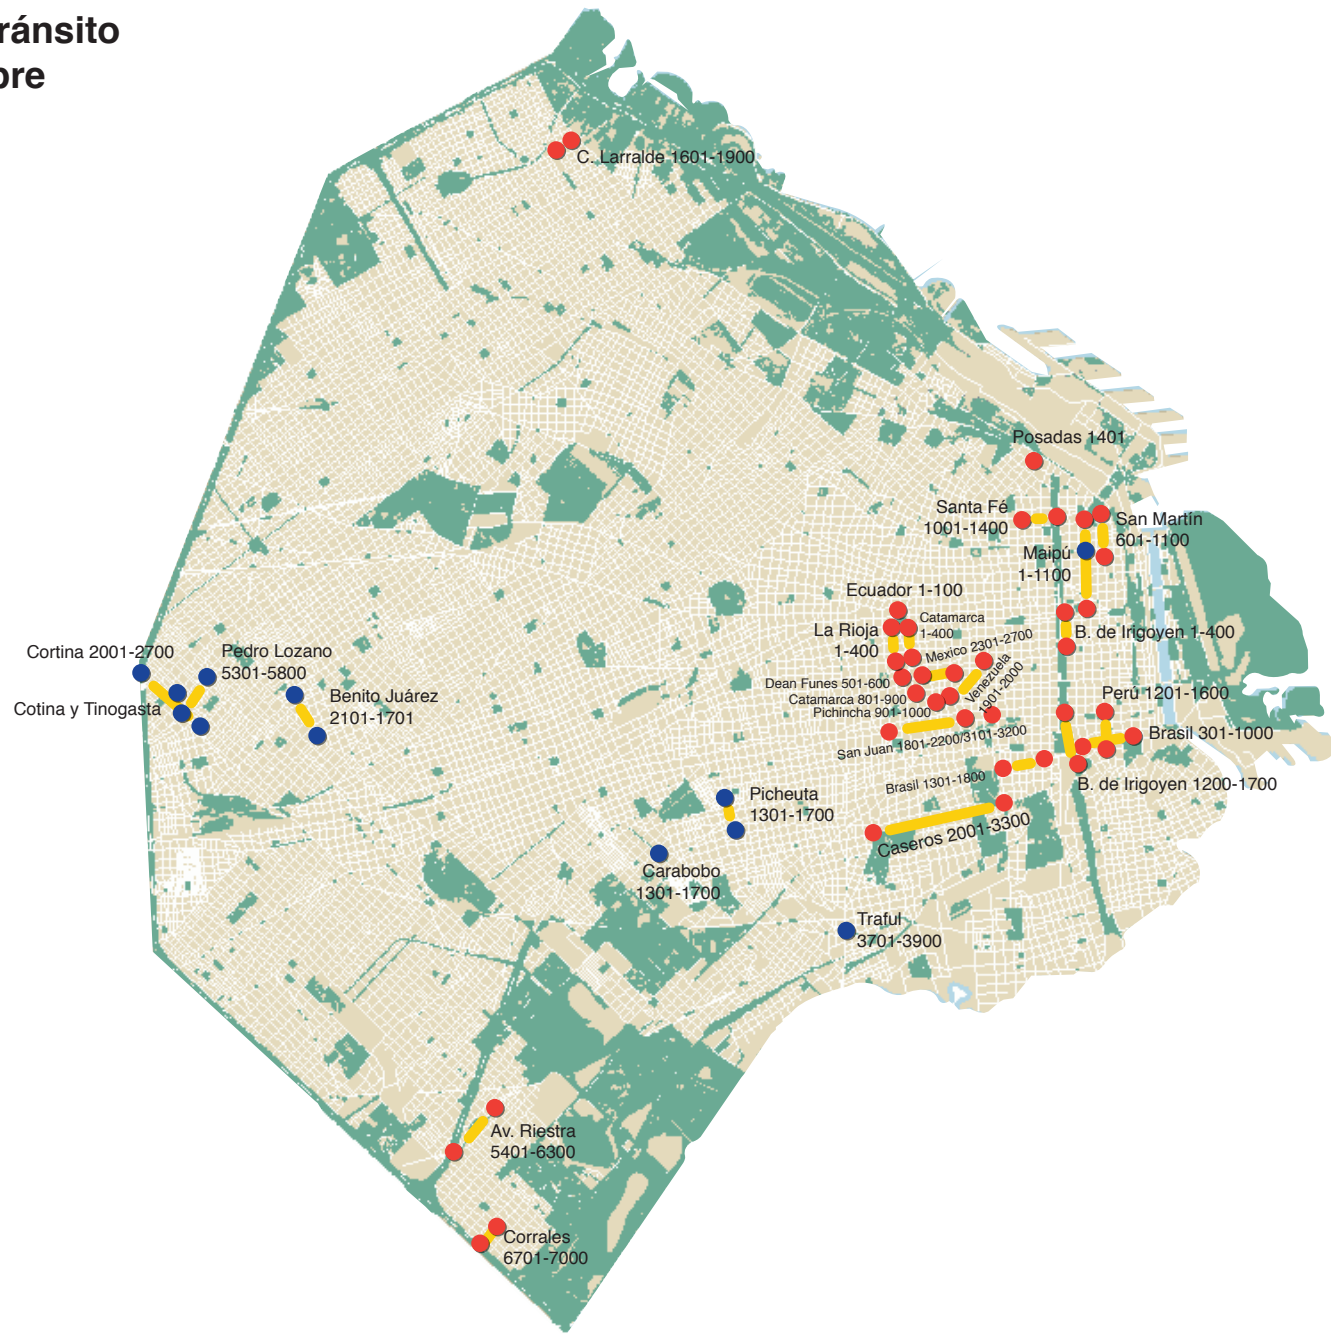 ránsito
bre
C. Larralde 1601-1900
Posadas 1401
Santa Fé
1001-1400
San Martín
601-1100
Maipú
1-1100
Ecuador 1-100
Catamarca
1-400
La Rioja
1-400
B. de Irigoyen 1-400
Mexico 2301-2700
Cortina 2001-2700
Pedro Lozano
5301-5800
Dean Funes 501-600
Venezuela
1901-2000
Catamarca 801-900
Perú 1201-1600
Benito Juárez
2101-1701
Cotina y Tinogasta
Pichincha 901-1000
Brasil 301-1000
San Juan 1801-2200/3101-3200
Brasil 1301-1800
B. de Irigoyen 1200-1700
Picheuta
1301-1700
Caseros 2001-3300
Carabobo
1301-1700
Traful
3701-3900
Av. Riestra
5401-6300
Corrales
6701-7000